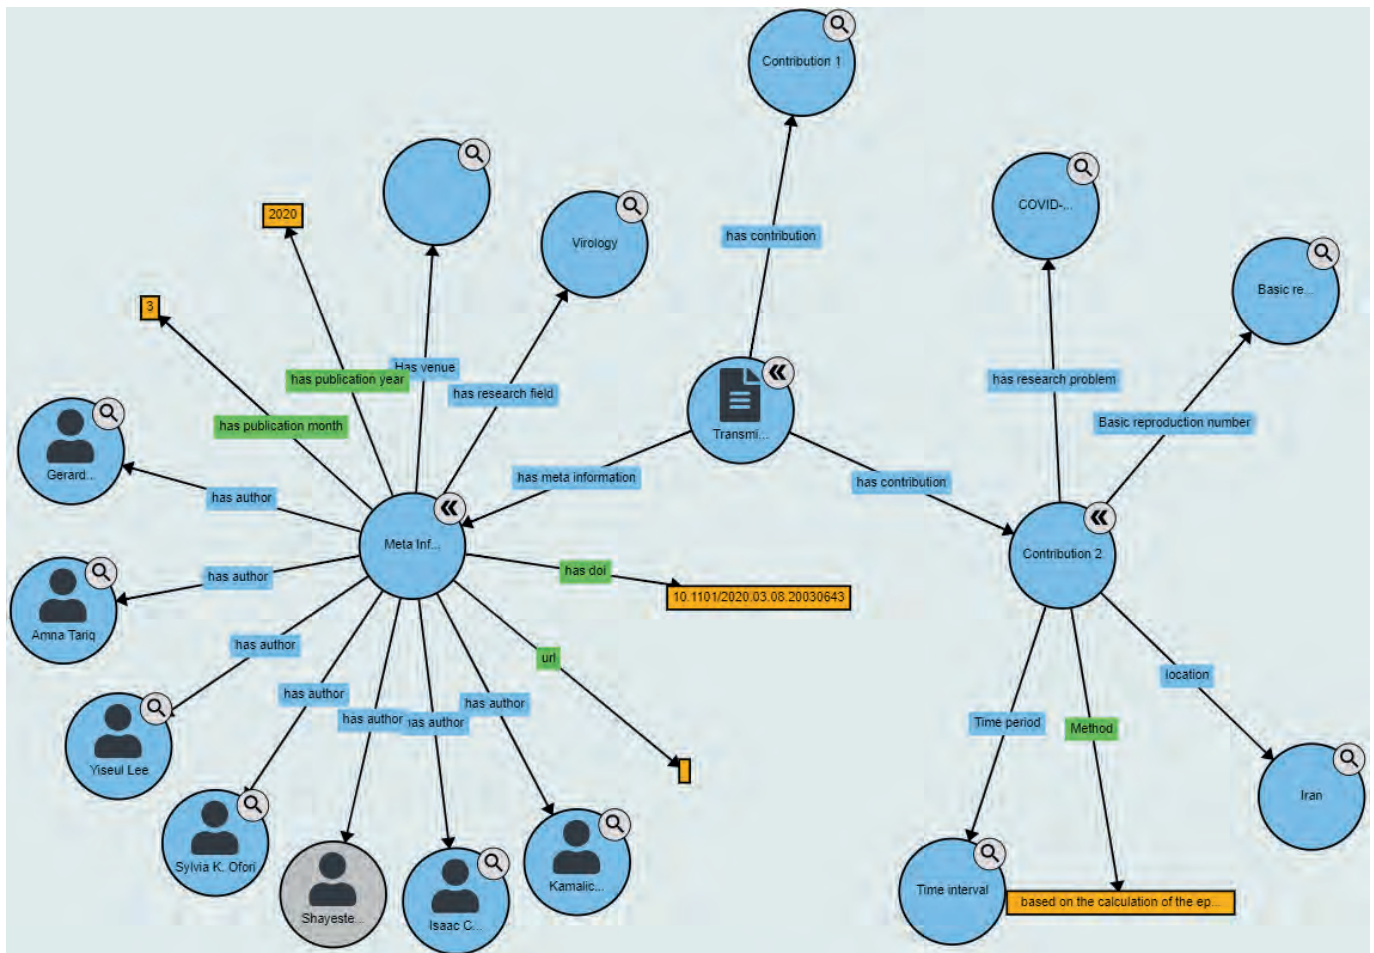 Contribution 1
COVID-...
2020
Virology
has contribution
Basic re...
3
has publication year
Has venue
has research field
has research problem
has publication month
Transmi...
Basic reproduction number
Gerard...
has author
has meta information
has contribution
Meta Inf...
Contribution 2
has author
has doi
10.1101/2020.03.08.20030643
Amna Tariq
has author
url
location
has author
has author
has author
has author
Time period
Method
Yiseul Lee
Iran
Sylvia K. Ofori
Kamalic...
Time interval
based on the calculation of the ep...
Shayeste...
Isaac C...